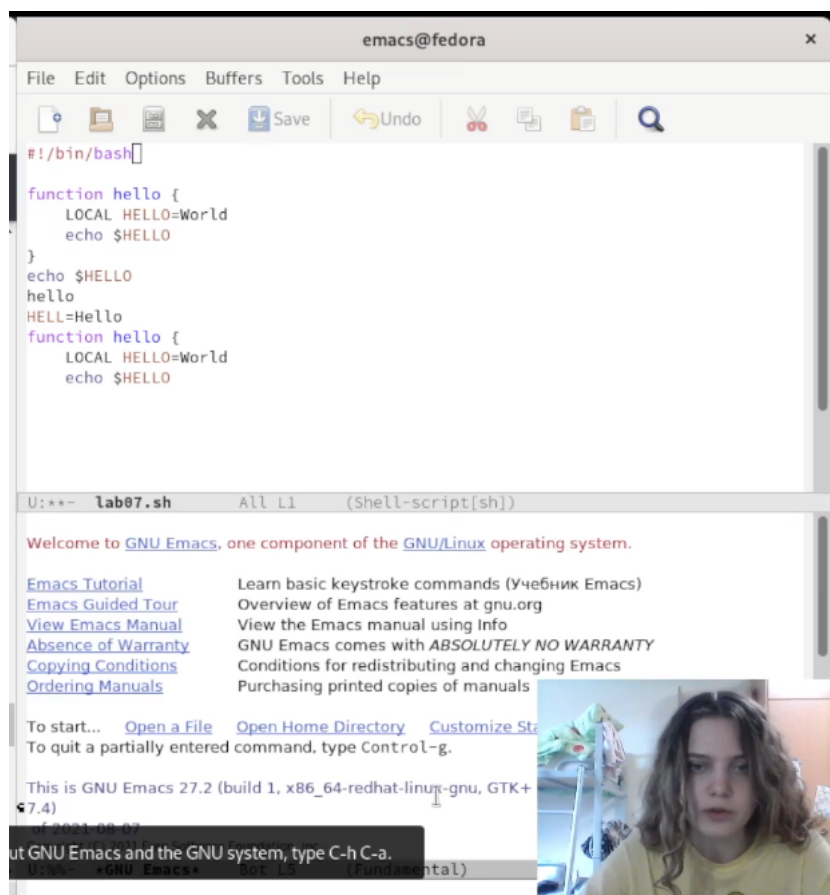 emacs@fedora
File Edit Options Buffers Tools Help
Save Undo
#!/bin/bash
function hello {
    LOCAL HELLO=World
    echo $HELLO
}
echo $HELLO
hello
HELL=Hello
function hello {
    LOCAL HELLO=World
    echo $HELLO
U:**- lab07.sh All L1 (Shell-script[sh])
Welcome to GNU Emacs, one component of the GNU/Linux operating system.
Emacs Tutorial Learn basic keystroke commands (Учебник Emacs)
Emacs Guided Tour Overview of Emacs features at gnu.org
View Emacs Manual View the Emacs manual using Info
Absence of Warranty GNU Emacs comes with ABSOLUTELY NO WARRANTY
Copying Conditions Conditions for redistributing and changing Emacs
Ordering Manuals Purchasing printed copies of manuals
To start... Open a File Open Home Directory Customize Sta
To quit a partially entered command, type Control-g.
This is GNU Emacs 27.2 (build 1, x86_64-redhat-linux-gnu, GTK+
7.4)
of 2021-08-07
ut GNU Emacs and the GNU system, type C-h C-a.
U:%%- *GNU Emacs* Bot L5 (Fundamental)